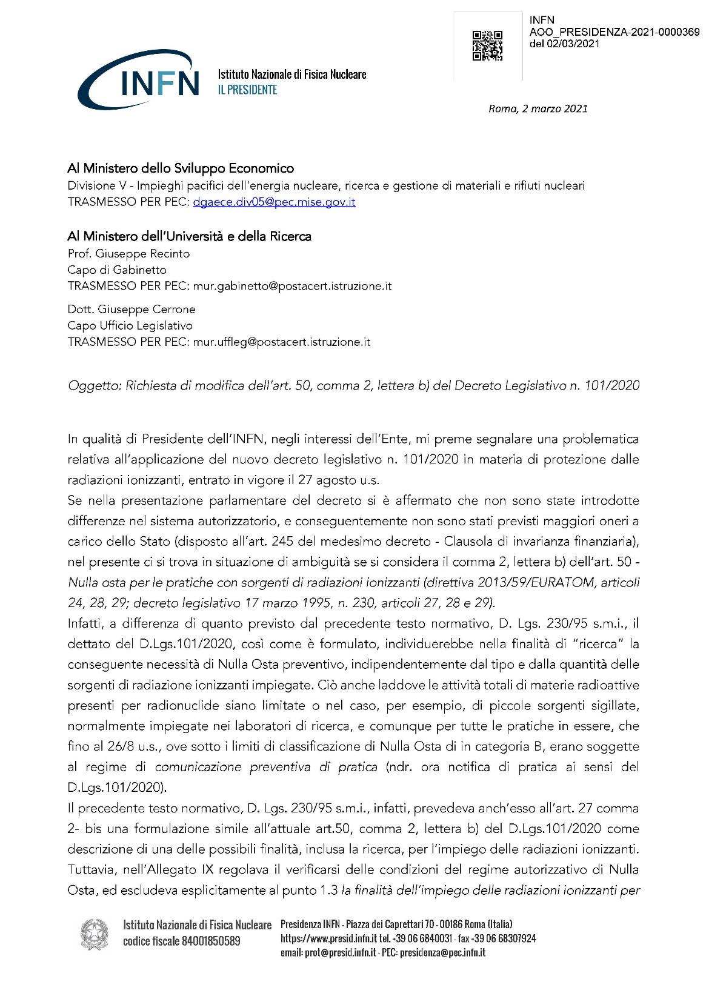 INFN
AOO_PRESIDENZA-2021-0000369
del 02/03/2021
INFN
Istituto Nazionale di Fisica Nucleare
IL PRESIDENTE
Roma, 2 marzo 2021
Al Ministero dello Sviluppo Economico
Divisione V - Impieghi pacifici dell'energia nucleare, ricerca e gestione di materiali e rifiuti nucleari
TRASMESSO PER PEC: dgaece.div05@pec.mise.gov.it
Al Ministero dell’Università e della Ricerca
Prof. Giuseppe Recinto
Capo di Gabinetto
TRASMESSO PER PEC: mur.gabinetto@postacert.istruzione.it
Dott. Giuseppe Cerrone
Capo Ufficio Legislativo
TRASMESSO PER PEC: mur.uffleg@postacert.istruzione.it
Oggetto: Richiesta di modifica dell’art. 50, comma 2, lettera b) del Decreto Legislativo n. 101/2020
In qualità di Presidente dell’INFN, negli interessi dell’Ente, mi preme segnalare una problematica
relativa all’applicazione del nuovo decreto legislativo n. 101/2020 in materia di protezione dalle
radiazioni ionizzanti, entrato in vigore il 27 agosto u.s.
Se nella presentazione parlamentare del decreto si è affermato che non sono state introdotte
differenze nel sistema autorizzatorio, e conseguentemente non sono stati previsti maggiori oneri a
carico dello Stato (disposto all’art. 245 del medesimo decreto - Clausola di invarianza finanziaria),
nel presente ci si trova in situazione di ambiguità se si considera il comma 2, lettera b) dell’art. 50 -
Nulla osta per le pratiche con sorgenti di radiazioni ionizzanti (direttiva 2013/59/EURATOM, articoli
24, 28, 29; decreto legislativo 17 marzo 1995, n. 230, articoli 27, 28 e 29).
Infatti, a differenza di quanto previsto dal precedente testo normativo, D. Lgs. 230/95 s.m.i., il
dettato del D.Lgs.101/2020, così come è formulato, individuerebbe nella finalità di “ricerca” la
conseguente necessità di Nulla Osta preventivo, indipendentemente dal tipo e dalla quantità delle
sorgenti di radiazione ionizzanti impiegate. Ciò anche laddove le attività totali di materie radioattive
presenti per radionuclide siano limitate o nel caso, per esempio, di piccole sorgenti sigillate,
normalmente impiegate nei laboratori di ricerca, e comunque per tutte le pratiche in essere, che
fino al 26/8 u.s., ove sotto i limiti di classificazione di Nulla Osta di in categoria B, erano soggette
al regime di comunicazione preventiva di pratica (ndr. ora notifica di pratica ai sensi del
D.Lgs.101/2020).
Il precedente testo normativo, D. Lgs. 230/95 s.m.i., infatti, prevedeva anch’esso all’art. 27 comma
2- bis una formulazione simile all’attuale art.50, comma 2, lettera b) del D.Lgs.101/2020 come
descrizione di una delle possibili finalità, inclusa la ricerca, per l’impiego delle radiazioni ionizzanti.
Tuttavia, nell’Allegato IX regolava il verificarsi delle condizioni del regime autorizzativo di Nulla
Osta, ed escludeva esplicitamente al punto 1.3 la finalità dell’impiego delle radiazioni ionizzanti per
Istituto Nazionale di Fisica Nucleare
codice fiscale 84001850589
Presidenza INFN - Piazza dei Caprettari 70 - 00186 Roma (Italia)
https://www.presid.infn.it tel. +39 06 6840031 - fax +39 06 68307924
email: prot@presid.infn.it - PEC: presidenza@pec.infn.it